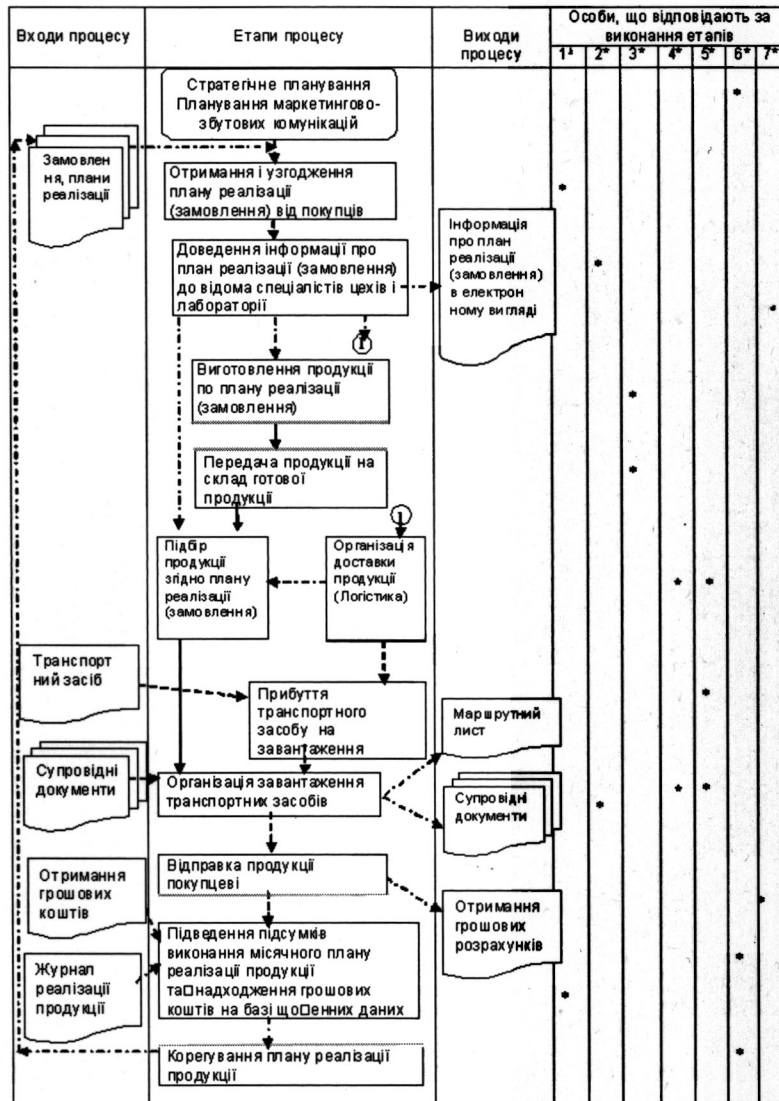 Входи процесу
Етапи процесу
Виходи
процесу
Особи, що відповідають за
виконання етапів
1* 2* 3* 4* 5* 6* 7*
Стратегічне планування
Планування маркетингово-
збутових комунікацій
Замовлен
ня, плани
реалізації
Отримання і узгодження
плану реалізації
(замовлення) від покупців
Доведення інформації про
план реалізації (замовлення)
до відома спеціалістів цехів і
лабораторії
Інформація
про план
реалізації
(замовлення)
в електрон
ному вигляді
1
Виготовлення продукції
по плану реалізації
(замовлення)
Передача продукції на
склад готової
продукції
1
Підбір
продукції
згідно плану
реалізації
(замовлення)
Організація
доставки
продукції
(Логістика)
Транспорт
ний засіб
Прибуття
транспортного
засобу на
завантаження
Маршрутний
лист
Супровідні
документи
Організація завантаження
транспортних засобів
Супровідні
документи
Відправка продукції
покупцеві
Отримання
грошових
коштів
Отримання
грошових
розрахунків
Підведення підсумків
виконання місячного плану
реалізації продукції
та□надходження грошових
коштів на базі що□енних даних
Журнал
реалізації
продукції
Корегування плану реалізації
продукції